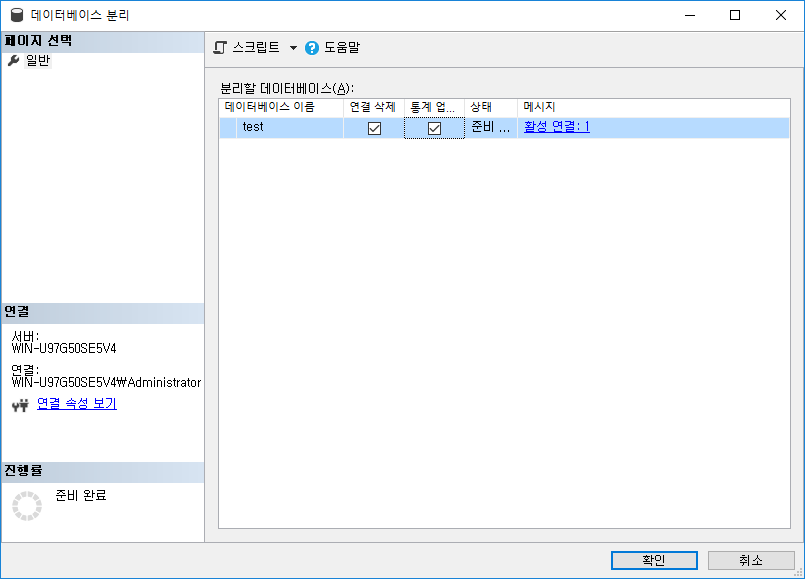 데이터베이스 분리
페이지 선택
일반
스크립트 도움말
분리할 데이터베이스(A):
데이터베이스 이름 연결 삭제 통계 업... 상태 메시지
test 준비 ... 활성 연결: 1
연결
서버:
WIN-U97G50SE5V4
연결:
WIN-U97G50SE5V4₩Administrator
연결 속성 보기
진행률
준비 완료
확인 취소